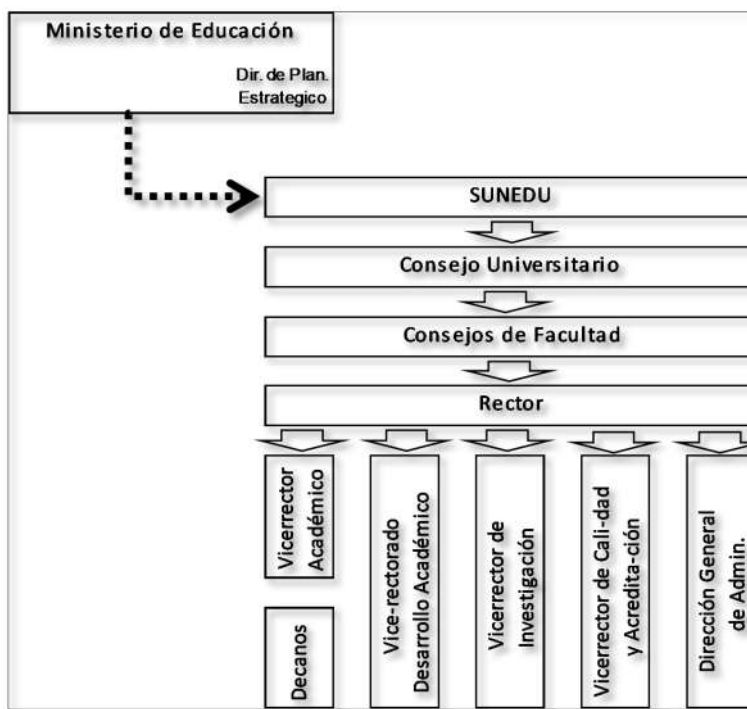 Ministerio de Educación
Dir. de Plan.
Estrategico
SUNEDU
Consejo Universitario
Consejos de Facultad
Rector
Vicerrector
Académico
Decanos
Vice-rectorado
Desarrollo Académico
Vicerrector de
Investigación
Vicerrector de Cali-dad
y Acredita-ción
Dirección General
de Admin.